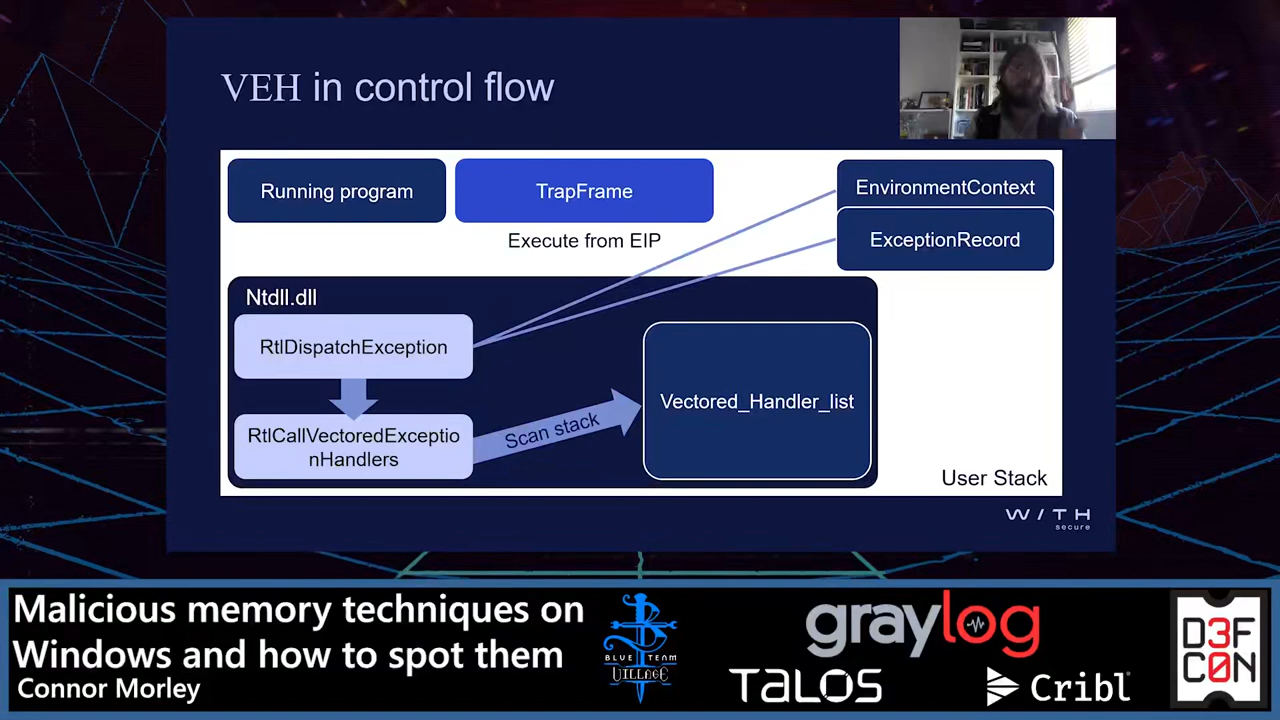 VEH in control flow
Running program
TrapFrame
EnvironmentContext
Execute from EIP
ExceptionRecord
Ntdll.dll
RtlDispatchException
Vectored_Handler_list
Scan stack
RtlCallVectoredExceptio
nHandlers
User Stack
W / T H
secure
Malicious memory techniques on
Windows and how to spot them
Connor Morley
BLUE TEAM
VILLAGE
graylog
TALOS
Cribl
D3F
C0N